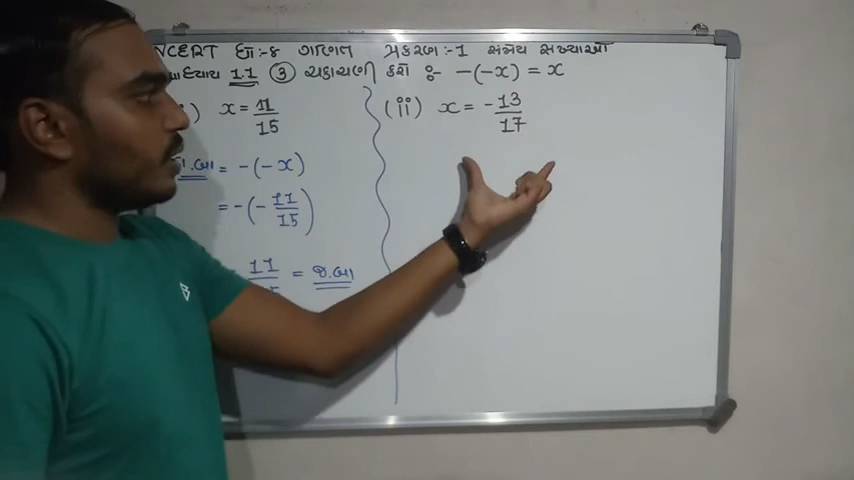 NCERT ધો:-8 ગણિત પ્રકરણ:-1 સંમેય સંખ્યાઓ
1.1 ③ ચકાસણી કરો :- -(-x) = x
x = 11/15
ડા.બા = -(-x)
= -(-11/15)
11 = જ.બા
(ii) x = -13/17